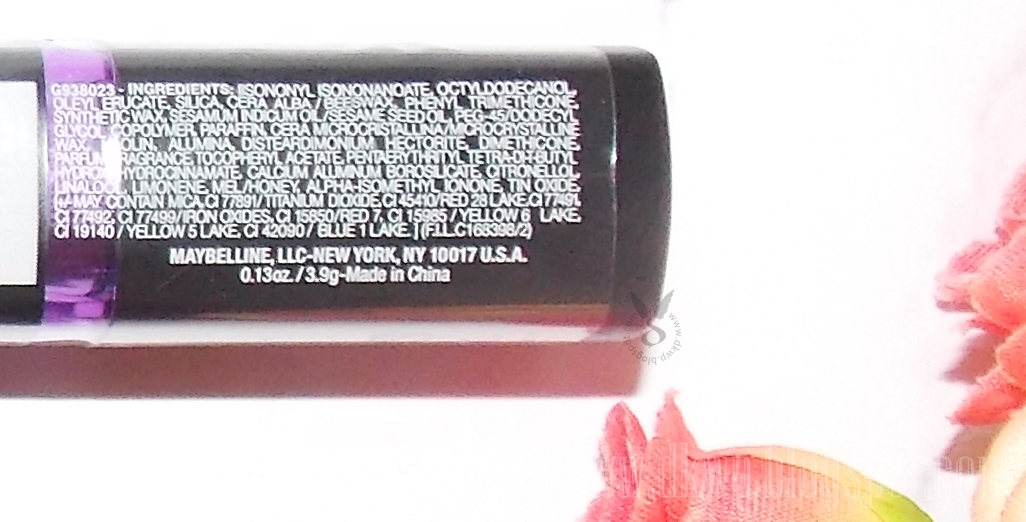 G938023 - INGREDIENTS: ISONONYL ISONONANOATE, OCTYLDODECANOL,
OLEYL ERUCATE, SILICA, CERA ALBA / BEESWAX, PHENYL TRIMETHICONE,
SYNTHETIC WAX, SESAMUM INDICUM OIL / SESAME SEED OIL, PEG-45/DODECYL
GLYCOL COPOLYMER, PARAFFIN, CERA MICROCRISTALLINA/MICROCRYSTALLINE
WAX, ALUMINA, DISTEARDIMONIUM HECTORITE, DIMETHICONE,
PARFUM TOCOPHERYL ACETATE, PENTAERYTHRITYL TETRA-DI-T-BUTYL
CALCIUM ALUMINUM BOROSILICATE, CITRONELLOL,
LINALOOL, LIMONENE, MEL/HONEY, ALPHA-ISOMETHYL IONONE, TIN OXIDE,
[+/- MAY CONTAIN MICA, CI 77891/ TITANIUM DIOXIDE, CI 45410/RED 28 LAKE, CI 77491,
CI 77492, CI 77499/IRON OXIDES, CI 15850/RED 7, CI 15985 / YELLOW 6 LAKE,
CI 19140 / YELLOW 5 LAKE, CI 42090 / BLUE 1 LAKE. ] (F.I.L.C168398/2)
MAYBELLINE, LLC-NEW YORK, NY 10017 U.S.A.
0.13oz. / 3.9g-Made in China